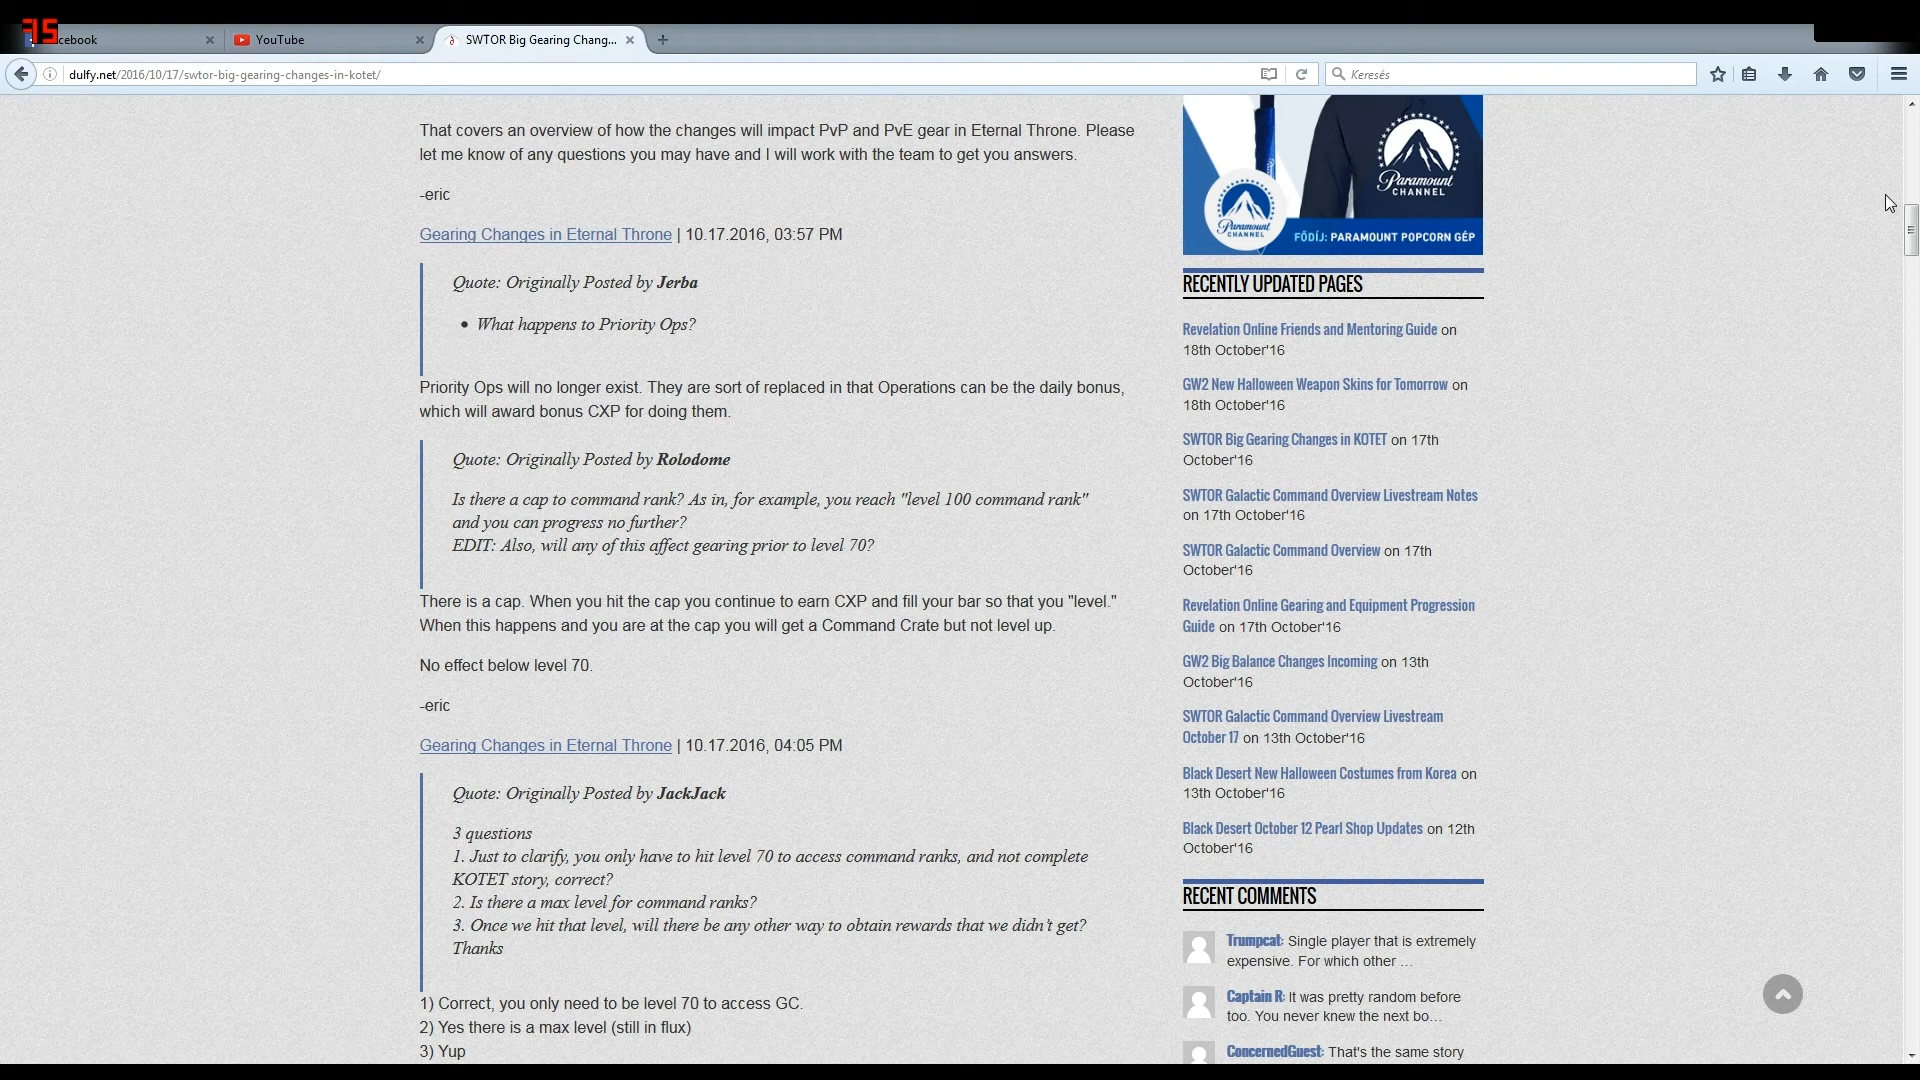 75
cebook
YouTube
SWTOR Big Gearing Chang...
dulfy.net/2016/10/17/swtor-big-gearing-changes-in-kotet/
Keresés
That covers an overview of how the changes will impact PvP and PvE gear in Eternal Throne. Please
let me know of any questions you may have and I will work with the team to get you answers.
-eric
Gearing Changes in Eternal Throne | 10.17.2016, 03:57 PM
Quote: Originally Posted by Jerba
• What happens to Priority Ops?
Priority Ops will no longer exist. They are sort of replaced in that Operations can be the daily bonus,
which will award bonus CXP for doing them.
Quote: Originally Posted by Rolodome
Is there a cap to command rank? As in, for example, you reach "level 100 command rank"
and you can progress no further?
EDIT: Also, will any of this affect gearing prior to level 70?
There is a cap. When you hit the cap you continue to earn CXP and fill your bar so that you "level."
When this happens and you are at the cap you will get a Command Crate but not level up.
No effect below level 70.
-eric
Gearing Changes in Eternal Throne | 10.17.2016, 04:05 PM
Quote: Originally Posted by JackJack
3 questions
1. Just to clarify, you only have to hit level 70 to access command ranks, and not complete
KOTET story, correct?
2. Is there a max level for command ranks?
3. Once we hit that level, will there be any other way to obtain rewards that we didn't get?
Thanks
1) Correct, you only need to be level 70 to access GC.
2) Yes there is a max level (still in flux)
3) Yup
Paramount
CHANNEL
Paramount
CHANNEL
FŐDÍJ: PARAMOUNT POPCORN GÉP
RECENTLY UPDATED PAGES
Revelation Online Friends and Mentoring Guide on
18th October'16
GW2 New Halloween Weapon Skins for Tomorrow on
18th October'16
SWTOR Big Gearing Changes in KOTET on 17th
October'16
SWTOR Galactic Command Overview Livestream Notes
on 17th October'16
SWTOR Galactic Command Overview on 17th
October'16
Revelation Online Gearing and Equipment Progression
Guide on 17th October'16
GW2 Big Balance Changes Incoming on 13th
October'16
SWTOR Galactic Command Overview Livestream
October 17 on 13th October'16
Black Desert New Halloween Costumes from Korea on
13th October'16
Black Desert October 12 Pearl Shop Updates on 12th
October'16
RECENT COMMENTS
Trumpcat: Single player that is extremely
expensive. For which other ...
Captain R: It was pretty random before
too. You never knew the next bo...
ConcernedGuest: That's the same story